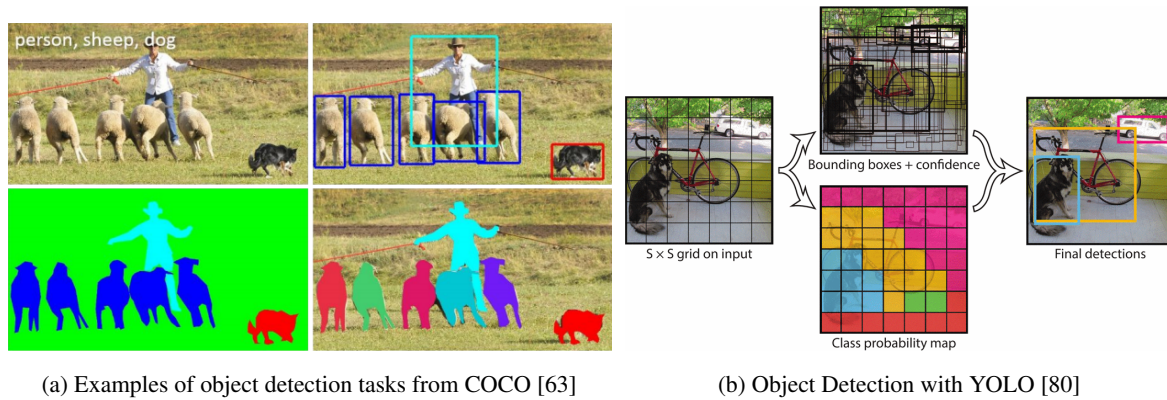 person, sheep, dog
Bounding boxes + confidence
S × S grid on input
Final detections
Class probability map
(a) Examples of object detection tasks from COCO [63]
(b) Object Detection with YOLO [80]